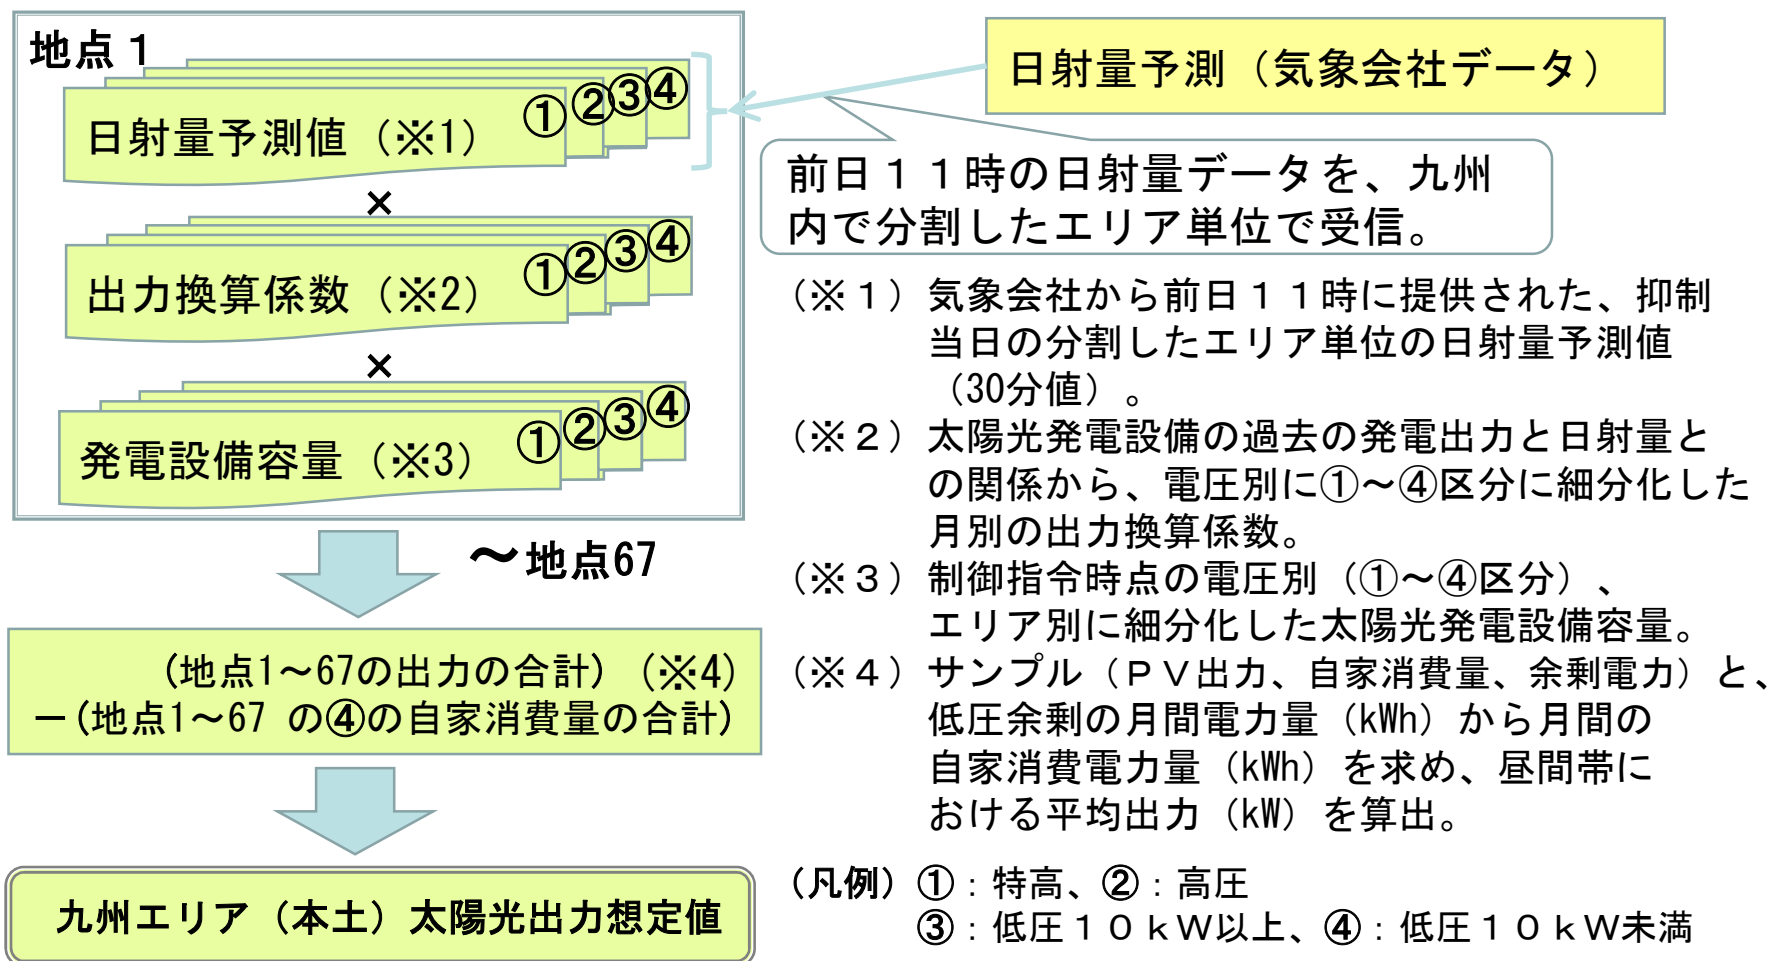 地点１
①②③④
日射量予測値（※1）
×
①②③④
出力換算係数（※2）
×
①②③④
発電設備容量（※3）
～地点67
(地点1～67の出力の合計)（※4）
－(地点1～67 の④の自家消費量の合計)
九州エリア（本土）太陽光出力想定値
日射量予測（気象会社データ）
前日１１時の日射量データを、九州
内で分割したエリア単位で受信。
（※１）気象会社から前日１１時に提供された、抑制
当日の分割したエリア単位の日射量予測値
（30分値）。
（※２）太陽光発電設備の過去の発電出力と日射量と
の関係から、電圧別に①～④区分に細分化した
月別の出力換算係数。
（※３）制御指令時点の電圧別（①～④区分）、
エリア別に細分化した太陽光発電設備容量。
（※４）サンプル（ＰＶ出力、自家消費量、余剰電力）と、
低圧余剰の月間電力量（kWh）から月間の
自家消費電力量（kWh）を求め、昼間帯に
おける平均出力（kW）を算出。
（凡例）①：特高、②：高圧
③：低圧１０ｋＷ以上、④：低圧１０ｋＷ未満